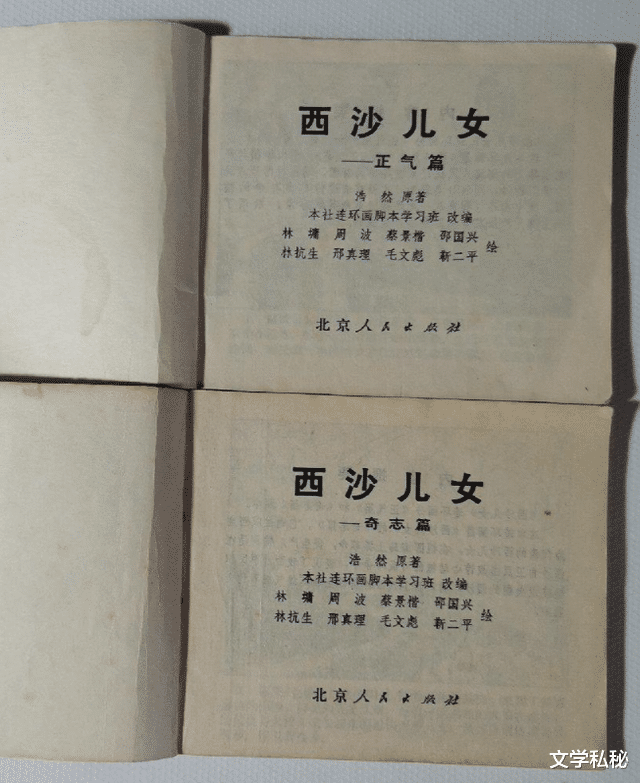 西沙儿女
——正气篇
浩然 原著
本社连环画脚本学习班 改编
林墉 周波 蔡景楷 邵国兴
林抗生 邢真理 毛文彪 靳二平 绘
北京人民出版社
西沙儿女
——奇志篇
浩然 原著
本社连环画脚本学习班 改编
林墉 周波 蔡景楷 邵国兴
林抗生 邢真理 毛文彪 靳二平 绘
北京人民出版社
文学私秘